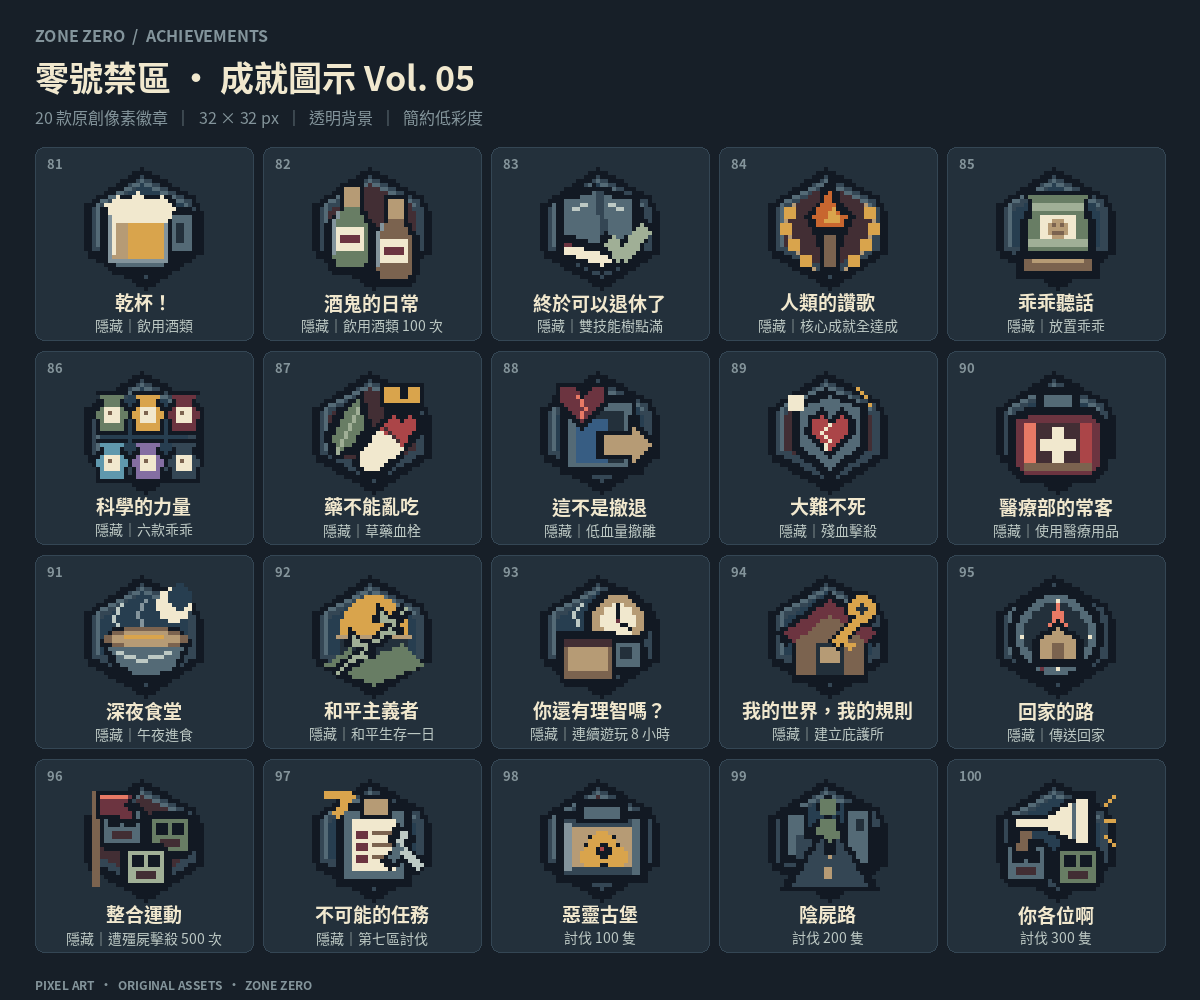 ZONE ZERO / ACHIEVEMENTS
零號禁區 ・ 成就圖示 Vol. 05
20 款原創像素徽章 ｜ 32 × 32 px ｜ 透明背景 ｜ 簡約低彩度
81
乾杯！
隱藏｜飲用酒類
82
酒鬼的日常
隱藏｜飲用酒類 100 次
83
終於可以退休了
隱藏｜雙技能樹點滿
84
人類的讚歌
隱藏｜核心成就全達成
85
乖乖聽話
隱藏｜放置乖乖
86
科學的力量
隱藏｜六款乖乖
87
藥不能亂吃
隱藏｜草藥血栓
88
這不是撤退
隱藏｜低血量撤離
89
大難不死
隱藏｜殘血擊殺
90
醫療部的常客
隱藏｜使用醫療用品
91
深夜食堂
隱藏｜午夜進食
92
和平主義者
隱藏｜和平生存一日
93
你還有理智嗎？
隱藏｜連續遊玩 8 小時
94
我的世界，我的規則
隱藏｜建立庇護所
95
回家的路
隱藏｜傳送回家
96
整合運動
隱藏｜遭殭屍擊殺 500 次
97
不可能的任務
隱藏｜第七區討伐
98
惡靈古堡
討伐 100 隻
99
陰屍路
討伐 200 隻
100
你各位啊
討伐 300 隻
PIXEL ART ・ ORIGINAL ASSETS ・ ZONE ZERO